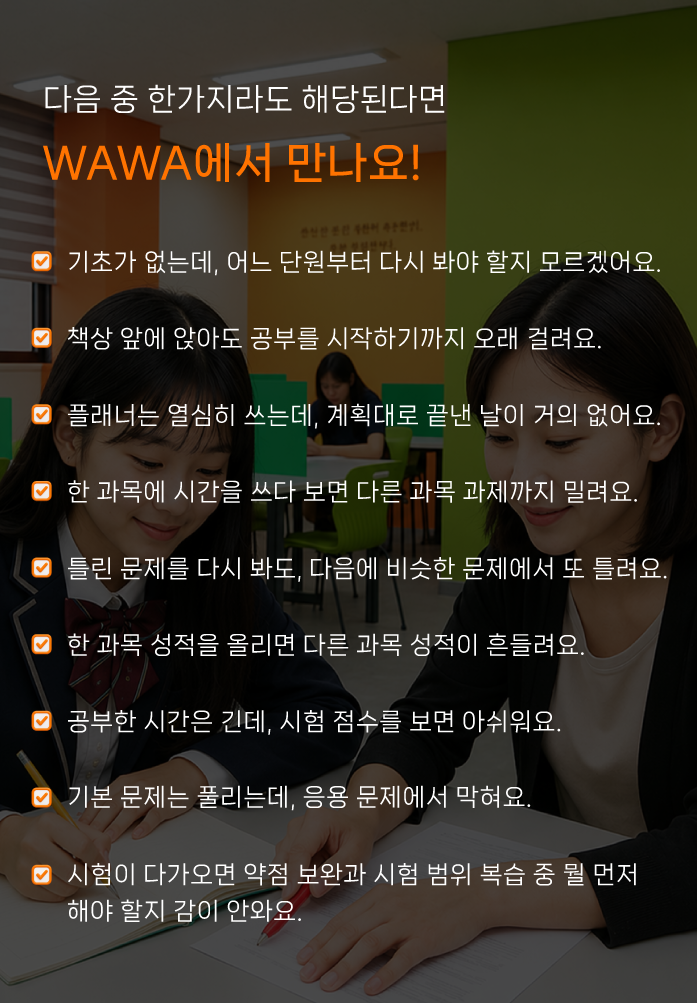 다음 중 한가지라도 해당된다면
WAWA에서 만나요!
기초가 없는데, 어느 단원부터 다시 봐야 할지 모르겠어요.
책상 앞에 앉아도 공부를 시작하기까지 오래 걸려요.
플래너는 열심히 쓰는데, 계획대로 끝낸 날이 거의 없어요.
한 과목에 시간을 쓰다 보면 다른 과목 과제까지 밀려요.
틀린 문제를 다시 봐도, 다음에 비슷한 문제에서 또 틀려요.
한 과목 성적을 올리면 다른 과목 성적이 흔들려요.
공부한 시간은 긴데, 시험 점수를 보면 아쉬워요.
기본 문제는 풀리는데, 응용 문제에서 막혀요.
시험이 다가오면 약점 보완과 시험 범위 복습 중 뭘 먼저
해야 할지 감이 안와요.